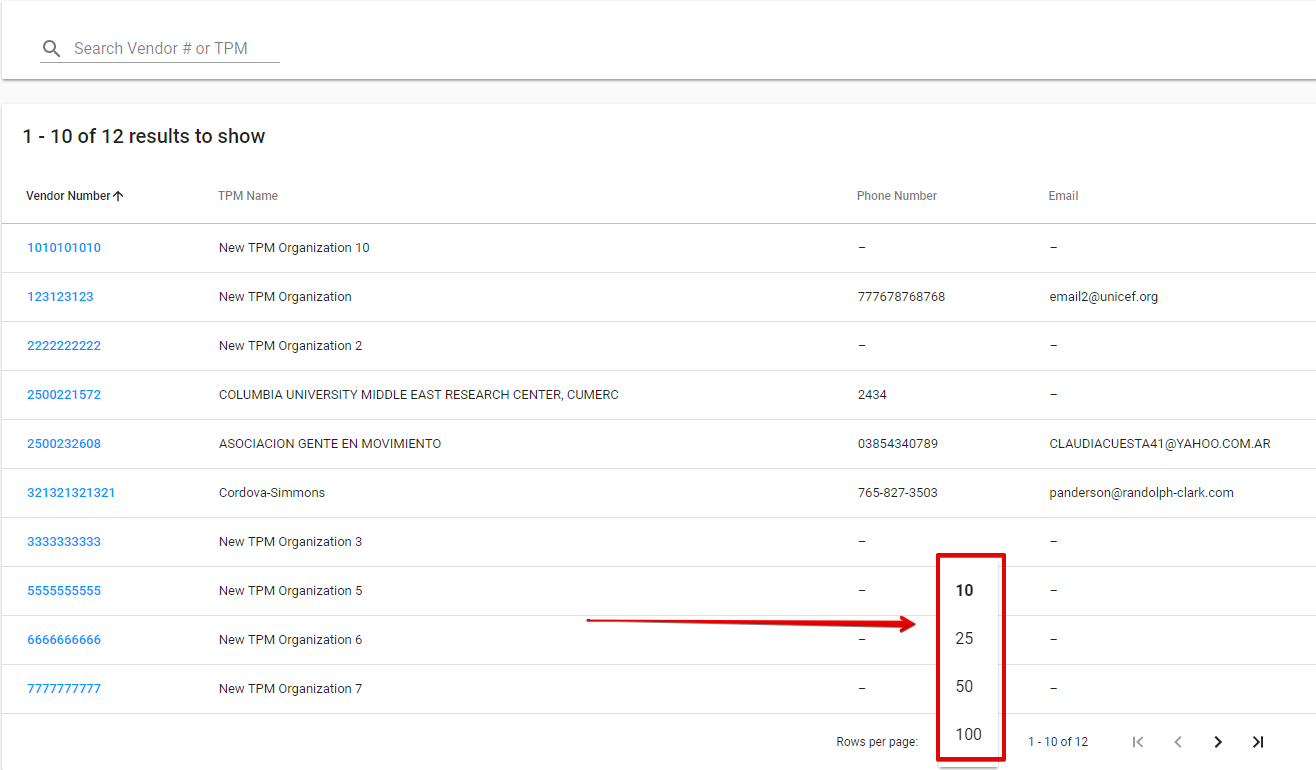 Search Vendor # or TPM
1 - 10 of 12 results to show
Vendor Number TPM Name Phone Number Email
1010101010 New TPM Organization 10 – –
123123123 New TPM Organization 777678768768 email2@unicef.org
2222222222 New TPM Organization 2 – –
2500221572 COLUMBIA UNIVERSITY MIDDLE EAST RESEARCH CENTER, CUMERC 2434 –
2500232608 ASOCIACION GENTE EN MOVIMIENTO 03854340789 CLAUDIACUESTA41@YAHOO.COM.AR
321321321321 Cordova-Simmons 765-827-3503 panderson@randolph-clark.com
3333333333 New TPM Organization 3 – –
5555555555 New TPM Organization 5 – –
6666666666 New TPM Organization 6 – –
7777777777 New TPM Organization 7 – –
10
25
50
100
Rows per page: 1 - 10 of 12